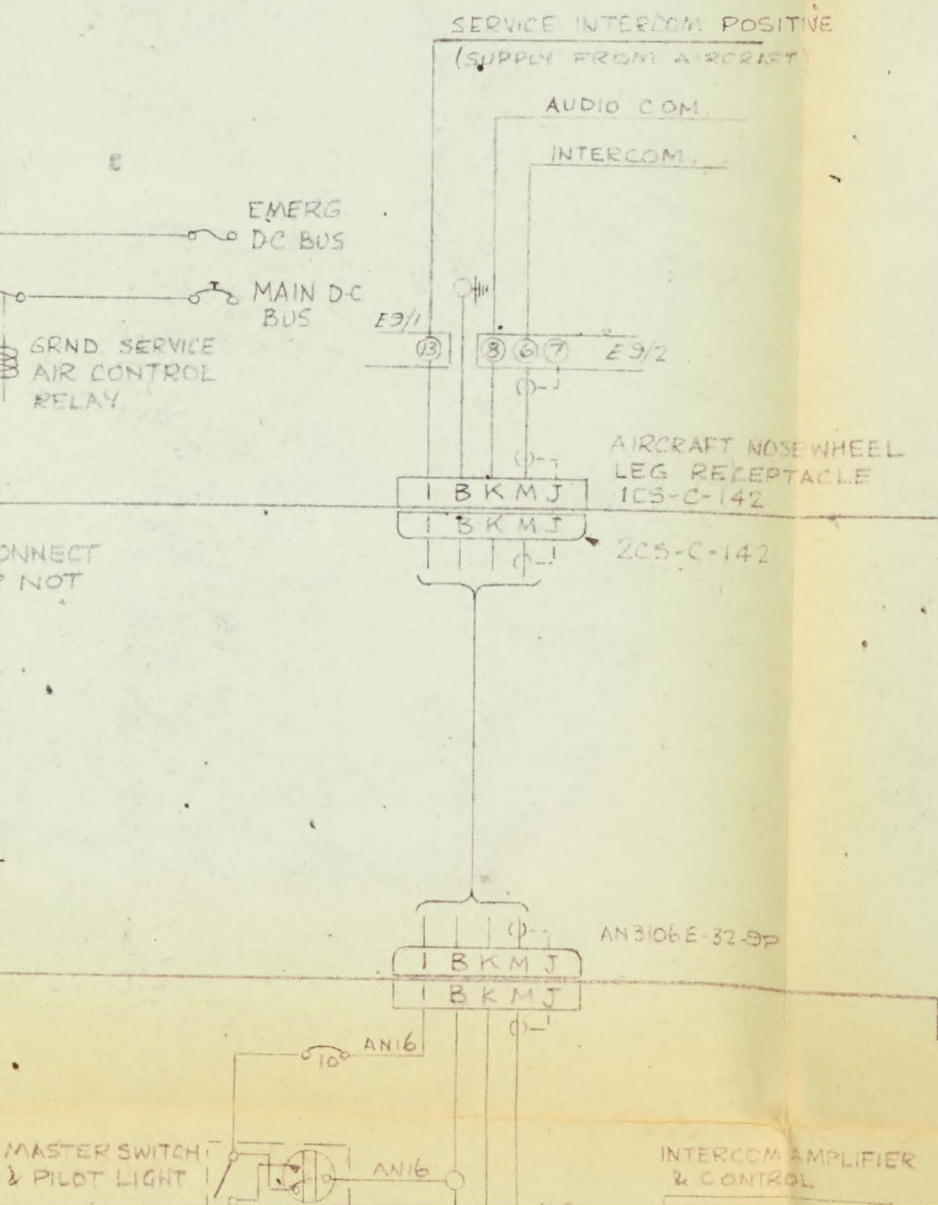 SERVICE INTERCOM POSITIVE
(SUPPLY FROM AIRCRAFT)
AUDIO COM.
INTERCOM.
EMERG.
DC BUS
MAIN D-C
BUS
GRND SERVICE
AIR CONTROL
RELAY
E9/1
13
8 6 7
E9/2
AIRCRAFT NOSEWHEEL
LEG RECEPTACLE
1CS-C-142
I B K M J
I B K M J
2CS-C-142
ONNECT
NOT
AN3106E-32-9P
I B K M J
I B K M J
10
AN16
MASTER SWITCH
& PILOT LIGHT
AN16
INTERCOM AMPLIFIER
& CONTROL